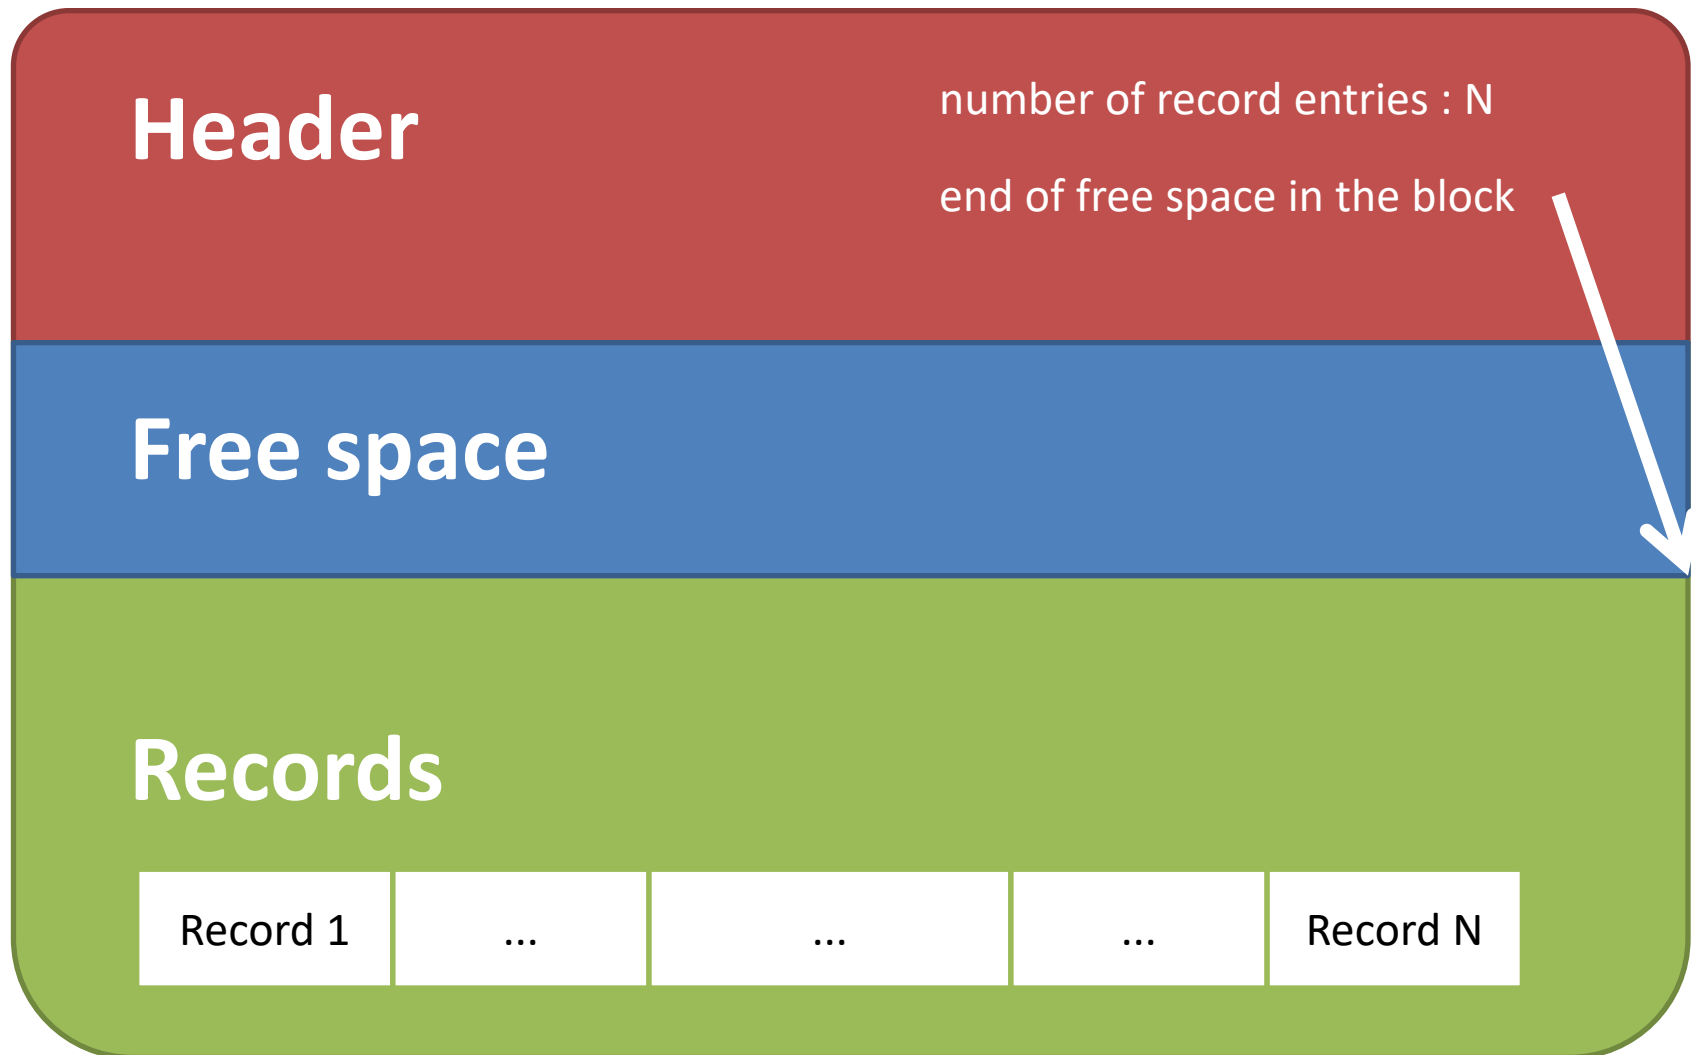 Header
number of record entries : N
end of free space in the block
Free space
Records
Record 1 ... ... ... Record N